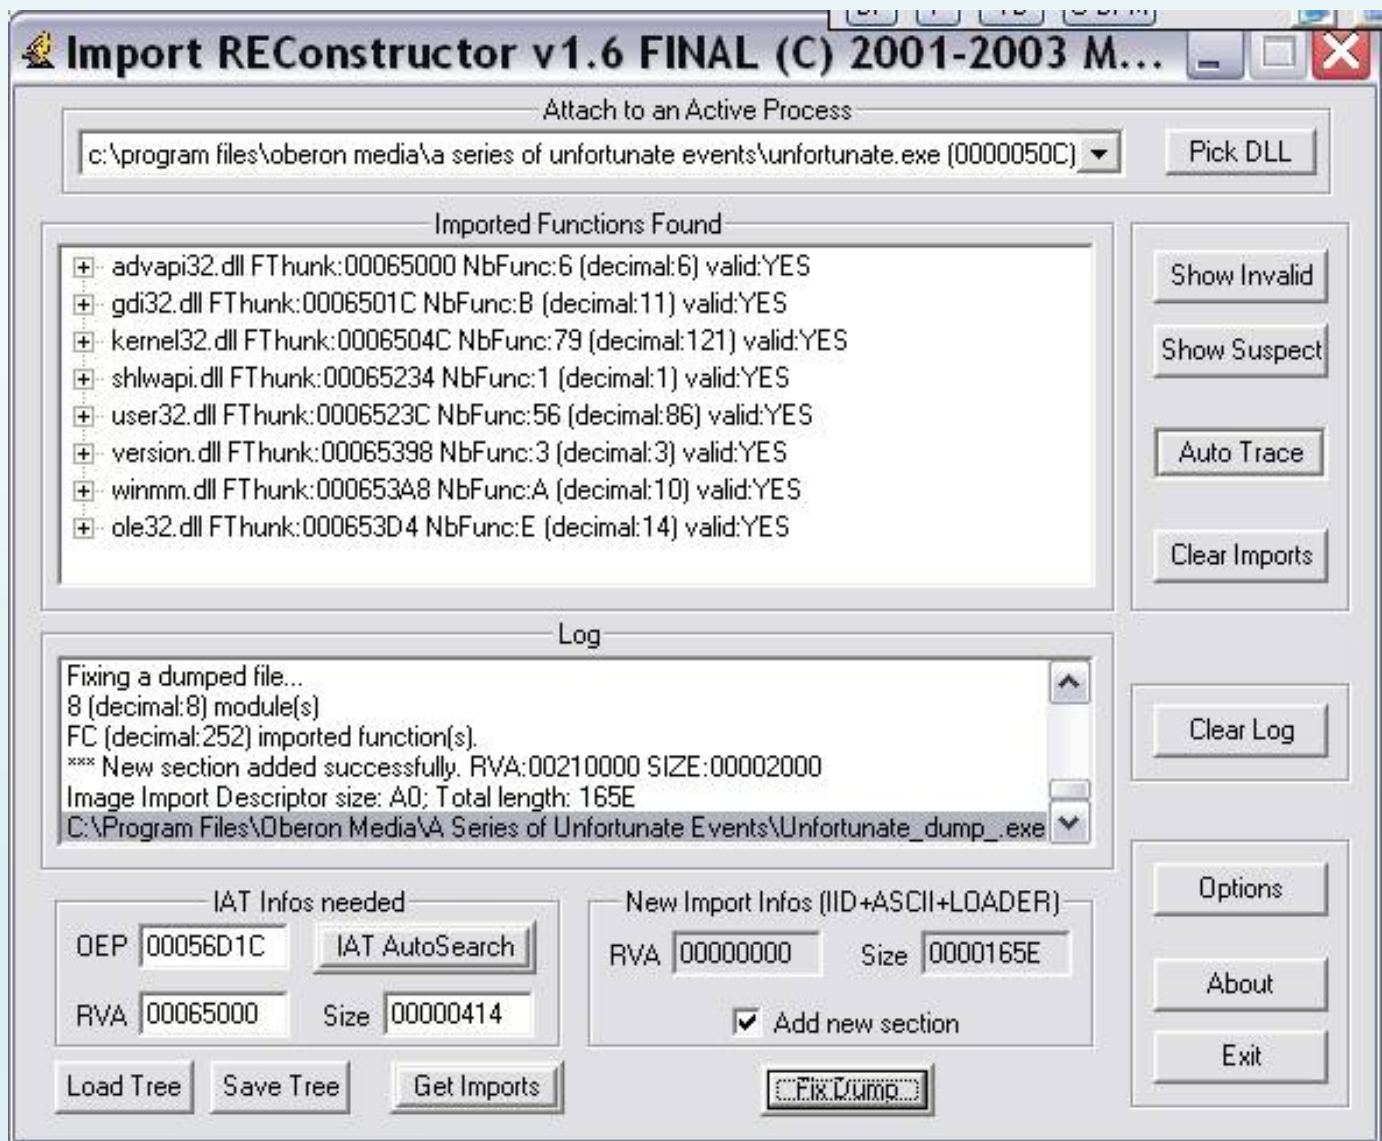 Import REConstructor v1.6 FINAL (C) 2001-2003 M...
Attach to an Active Process
c:\program files\oberon media\a series of unfortunate events\unfortunate.exe (0000050C)
Pick DLL
Imported Functions Found
advapi32.dll FThunk:00065000 NbFunc:6 (decimal:6) valid:YES
gdi32.dll FThunk:0006501C NbFunc:B (decimal:11) valid:YES
kernel32.dll FThunk:0006504C NbFunc:79 (decimal:121) valid:YES
shlwapi.dll FThunk:00065234 NbFunc:1 (decimal:1) valid:YES
user32.dll FThunk:0006523C NbFunc:56 (decimal:86) valid:YES
version.dll FThunk:00065398 NbFunc:3 (decimal:3) valid:YES
winmm.dll FThunk:000653A8 NbFunc:A (decimal:10) valid:YES
ole32.dll FThunk:000653D4 NbFunc:E (decimal:14) valid:YES
Show Invalid
Show Suspect
Auto Trace
Clear Imports
Log
Fixing a dumped file...
8 (decimal:8) module(s)
FC (decimal:252) imported function(s).
*** New section added successfully. RVA:00210000 SIZE:00002000
Image Import Descriptor size: A0; Total length: 165E
C:\Program Files\Oberon Media\A Series of Unfortunate Events\Unfortunate_dump_.exe
Clear Log
IAT Infos needed
OEP 00056D1C IAT AutoSearch
RVA 00065000 Size 00000414
New Import Infos (IID+ASCII+LOADER)
RVA 00000000 Size 0000165E
Add new section
Options
About
Exit
Load Tree
Save Tree
Get Imports
Fix Dump